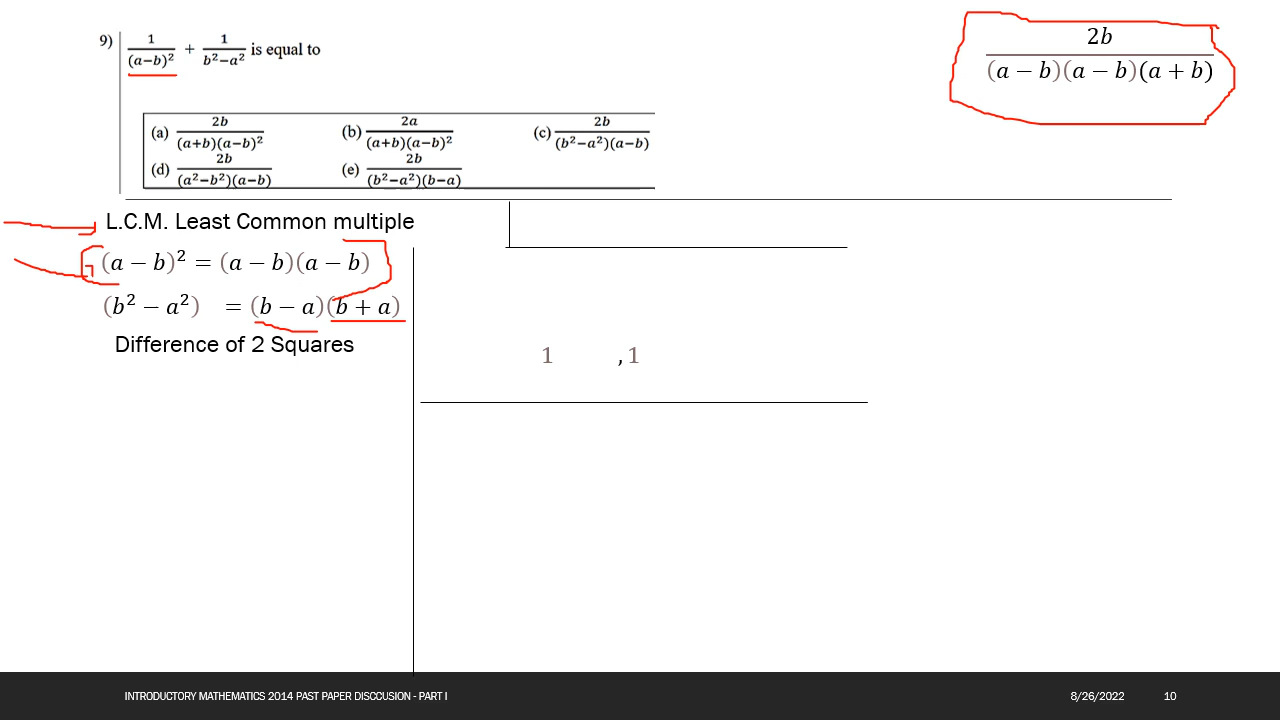 9) 1/(a−b)² + 1/(b²−a²) is equal to
2b/((a − b)(a − b)(a + b))
(a) 2b/((a+b)(a−b)²) (b) 2a/((a+b)(a−b)²) (c) 2b/((b²−a²)(a−b))
(d) 2b/((a²−b²)(a−b)) (e) 2b/((b²−a²)(b−a))
L.C.M. Least Common multiple
(a − b)² = (a − b)(a − b)
(b² − a²) = (b − a)(b + a)
Difference of 2 Squares
1 , 1
INTRODUCTORY MATHEMATICS 2014 PAST PAPER DISCCUSION - PART I 8/26/2022 10